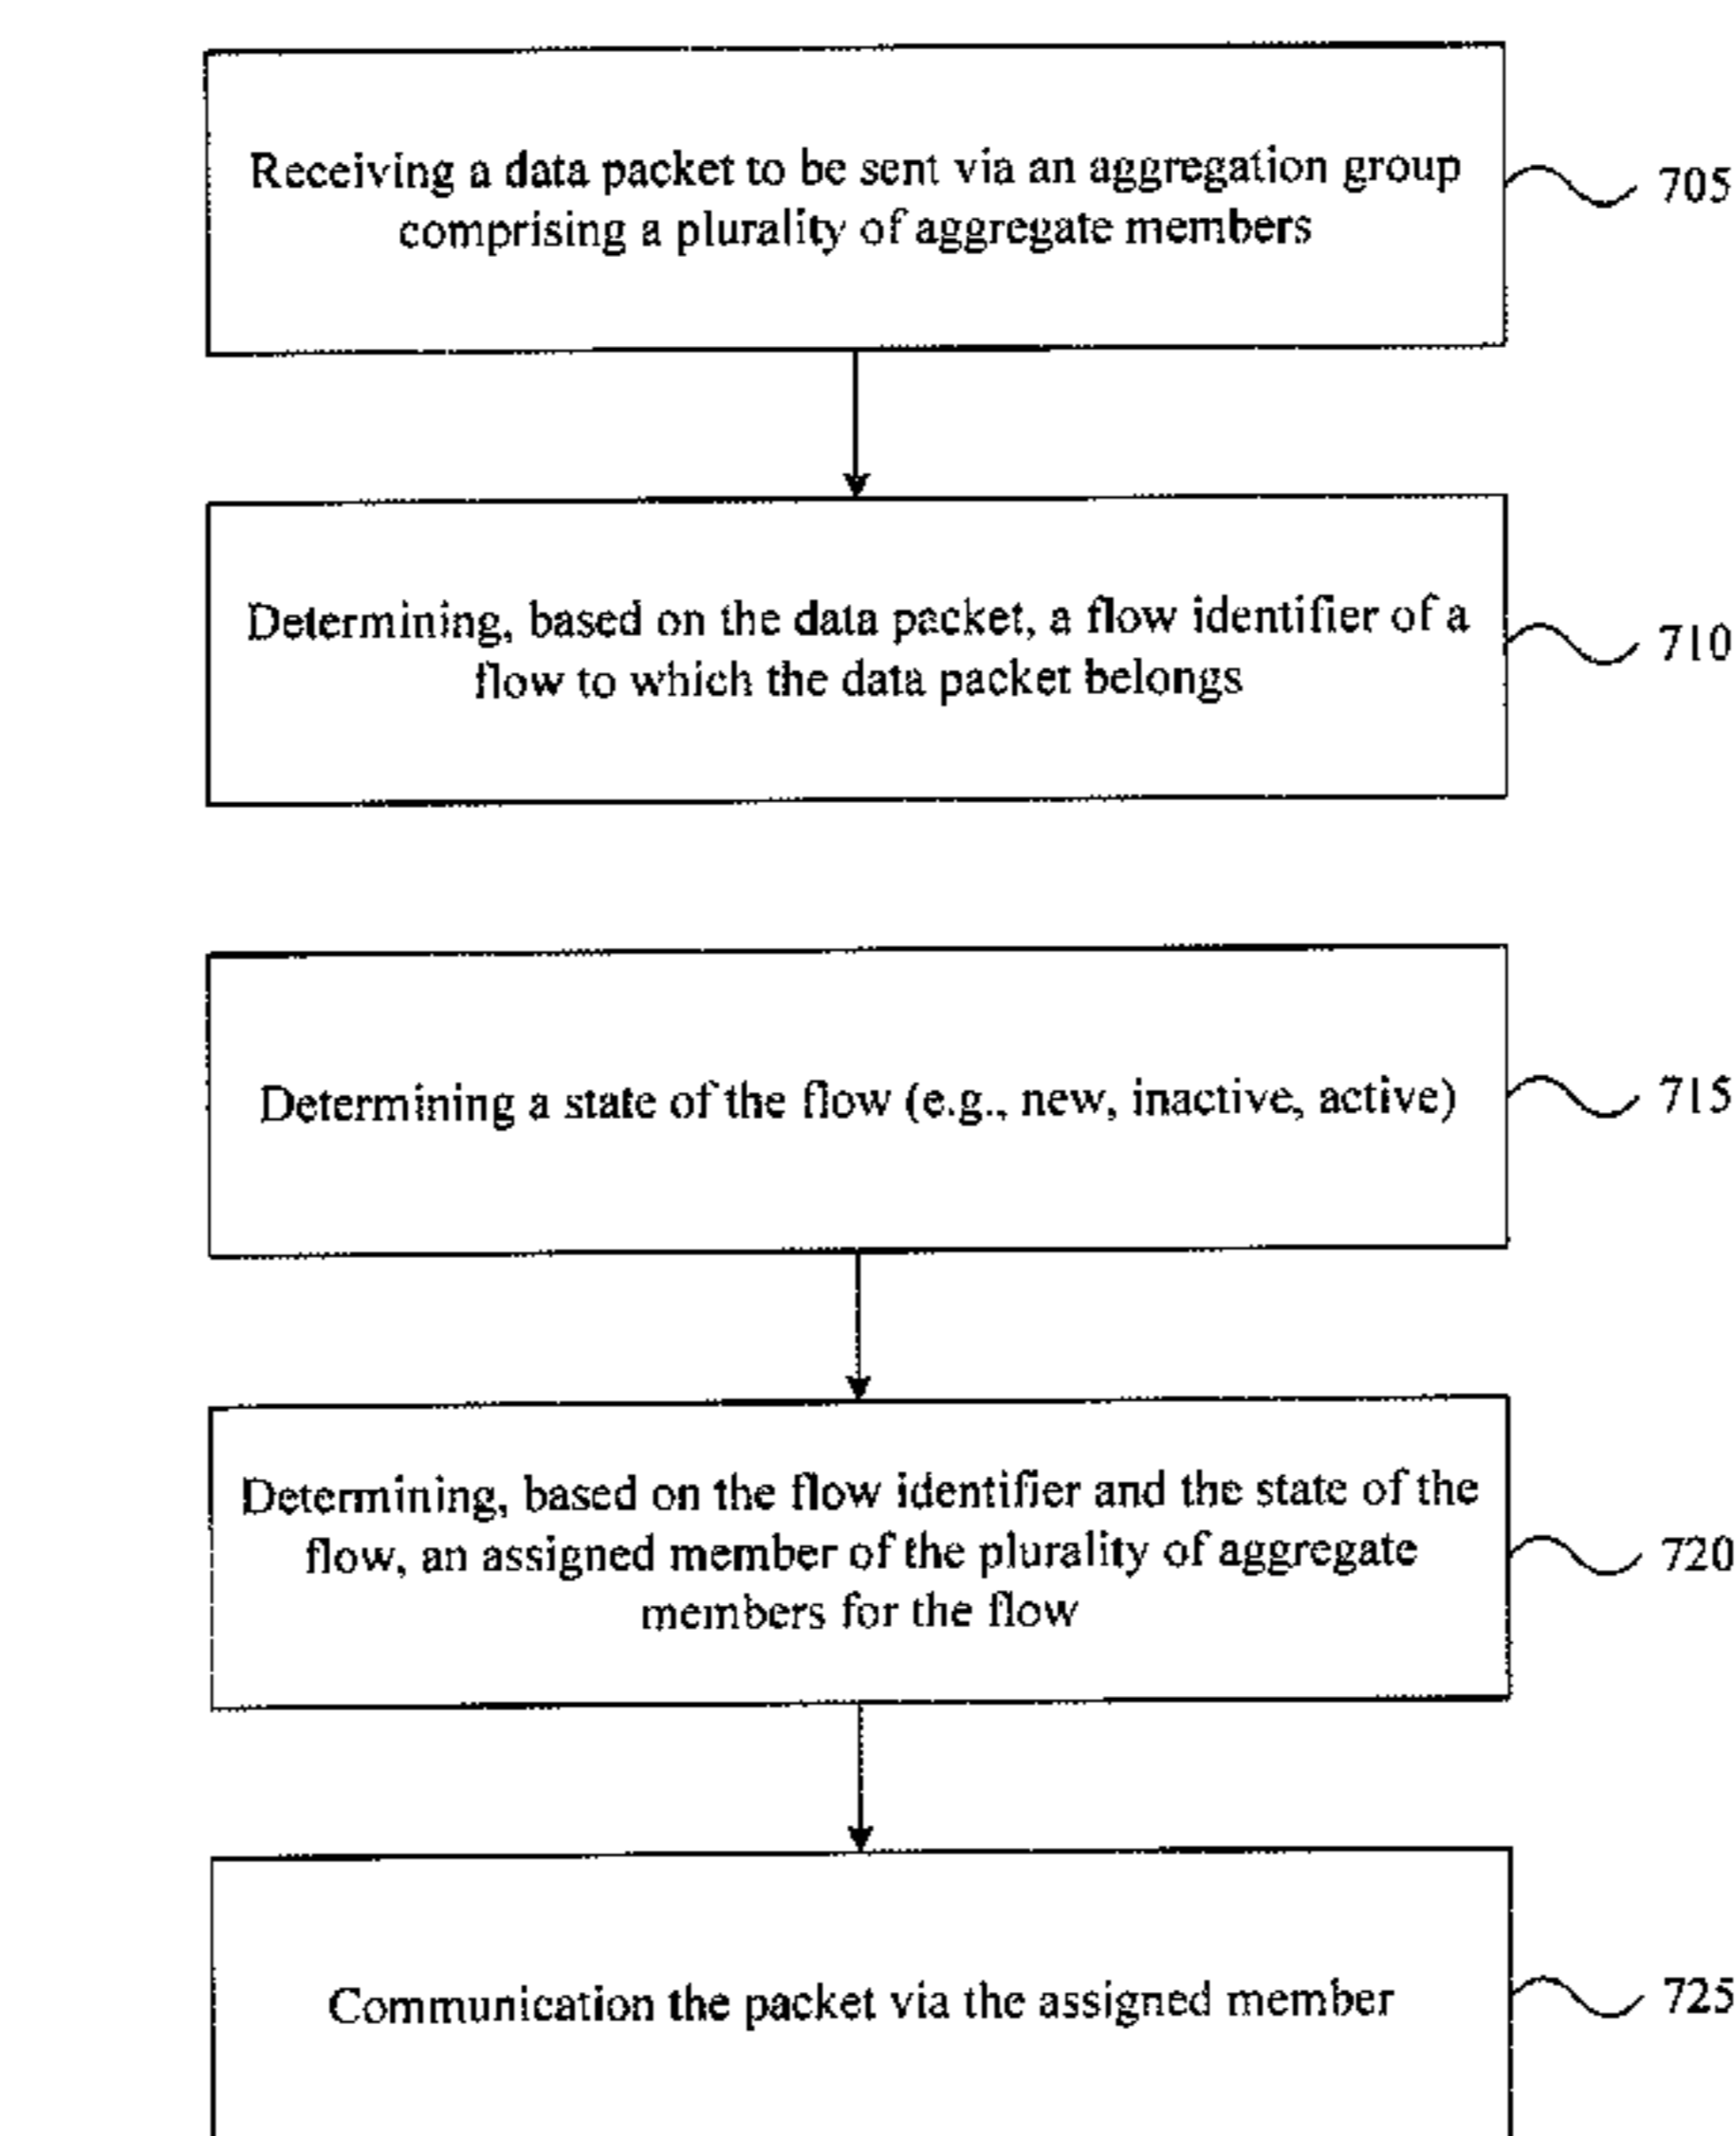 Receiving a data packet to be sent via an aggregation group
comprising a plurality of aggregate members
705
Determining, based on the data packet, a flow identifier of a
flow to which the data packet belongs
710
Determining a state of the flow (e.g., new, inactive, active)
715
Determining, based on the flow identifier and the state of the
flow, an assigned member of the plurality of aggregate
members for the flow
720
Communication the packet via the assigned member
725